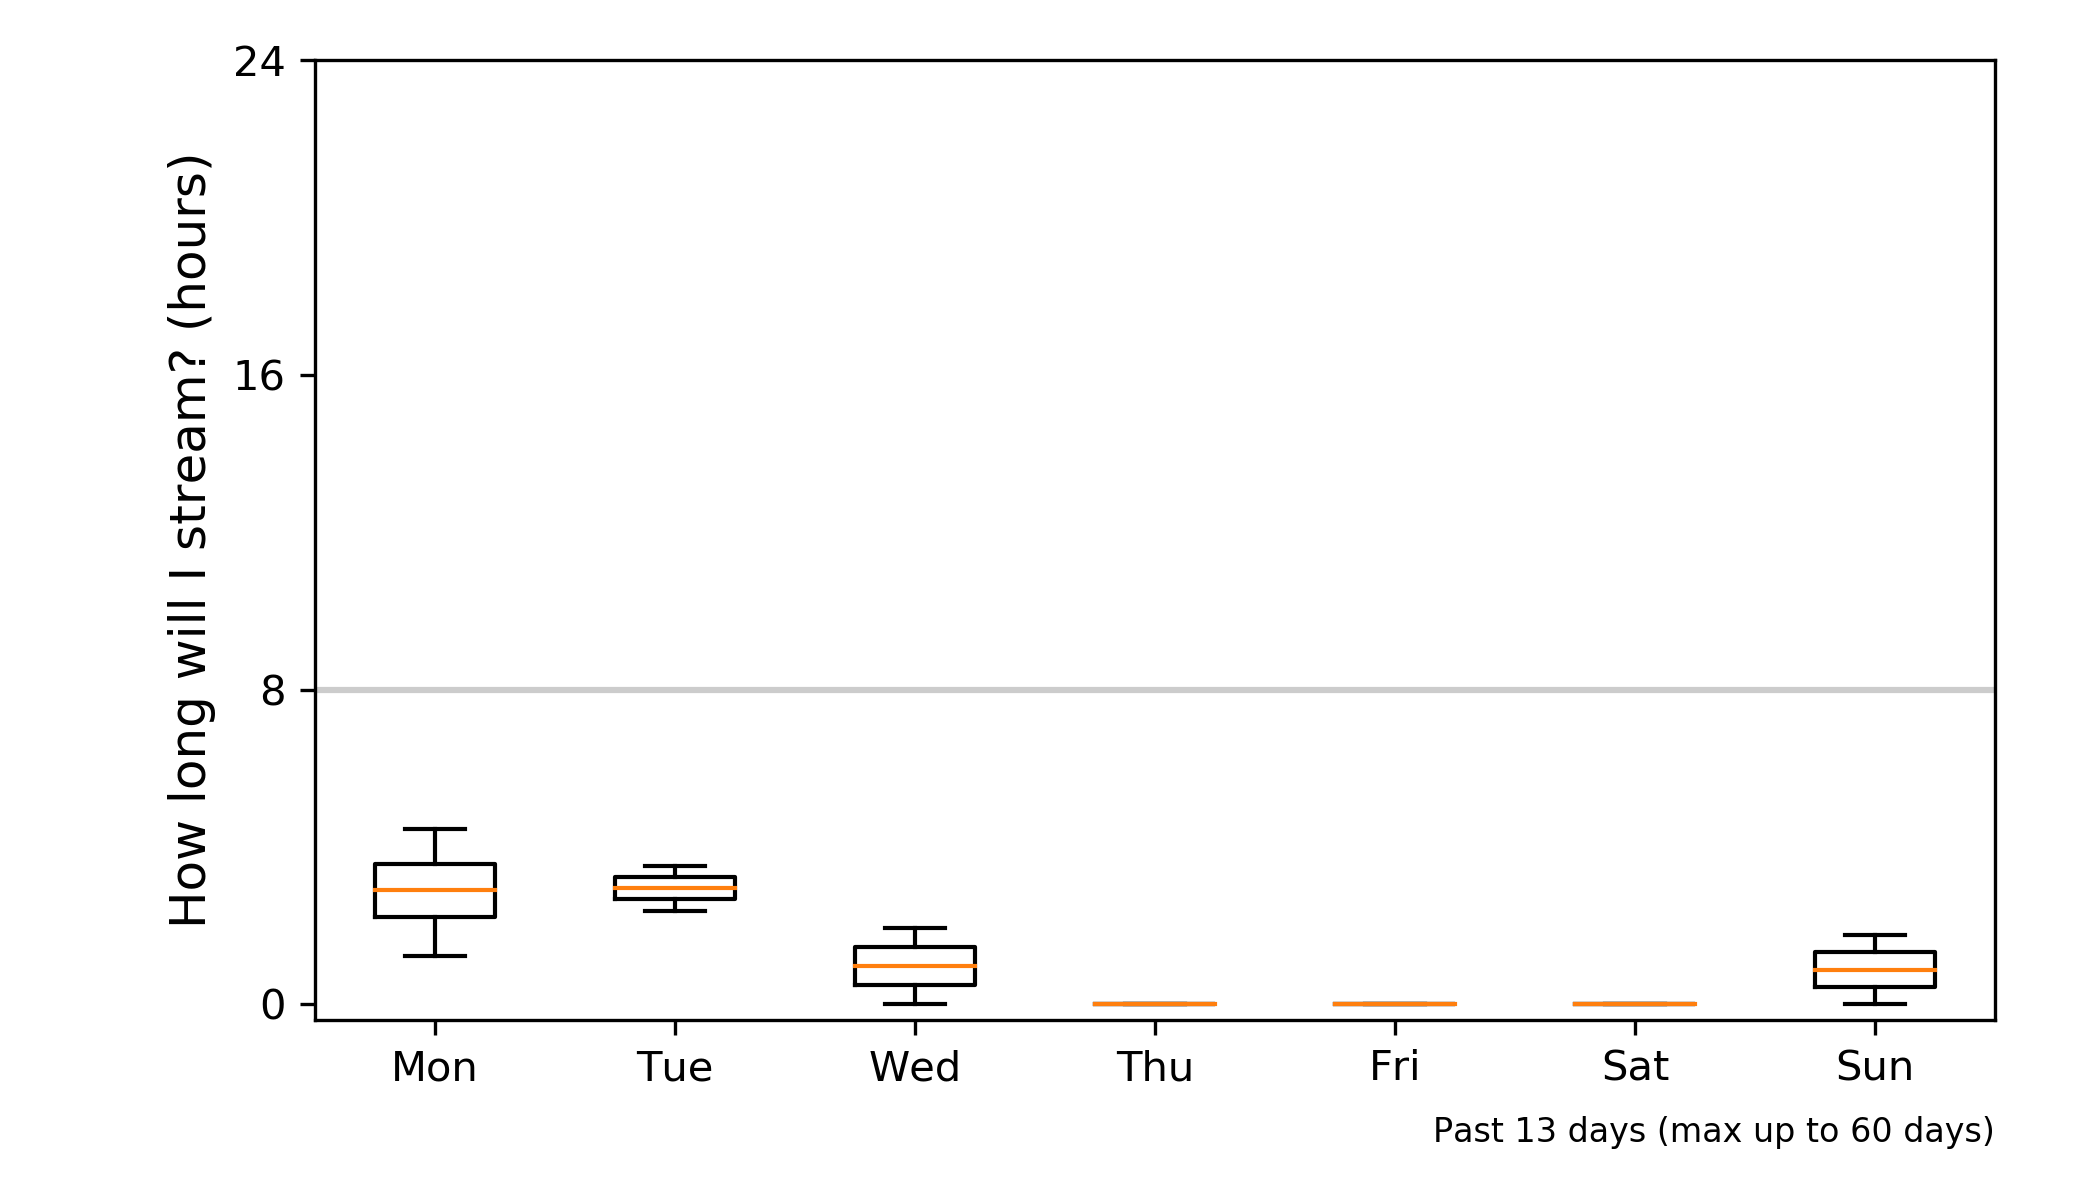 How long will I stream? (hours)
24
16
8
0
Mon Tue Wed Thu Fri Sat Sun
Past 13 days (max up to 60 days)